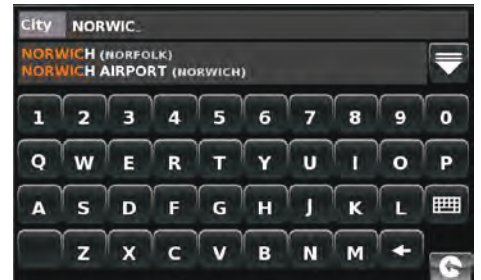 City NORWIC_
NORWICH (NORFOLK)
NORWICH AIRPORT (NORWICH)
1 2 3 4 5 6 7 8 9 0
Q W E R T Y U I O P
A S D F G H J K L
Z X C V B N M